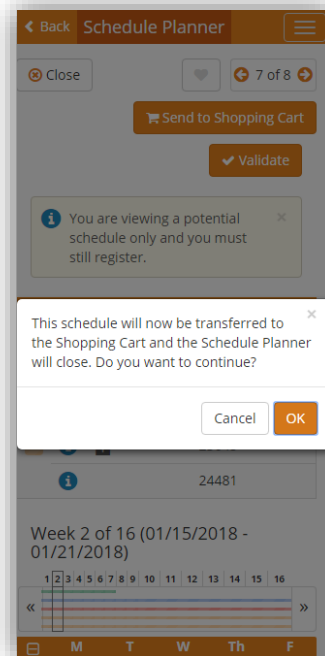 Back Schedule Planner
Close
7 of 8
Send to Shopping Cart
Validate
You are viewing a potential ×
schedule only and you must
still register.
×
This schedule will now be transferred to
the Shopping Cart and the Schedule Planner
will close. Do you want to continue?
Cancel OK
24481
Week 2 of 16 (01/15/2018 -
01/21/2018)
1 2 3 4 5 6 7 8 9 10 11 12 13 14 15 16
« »
M T W Th F